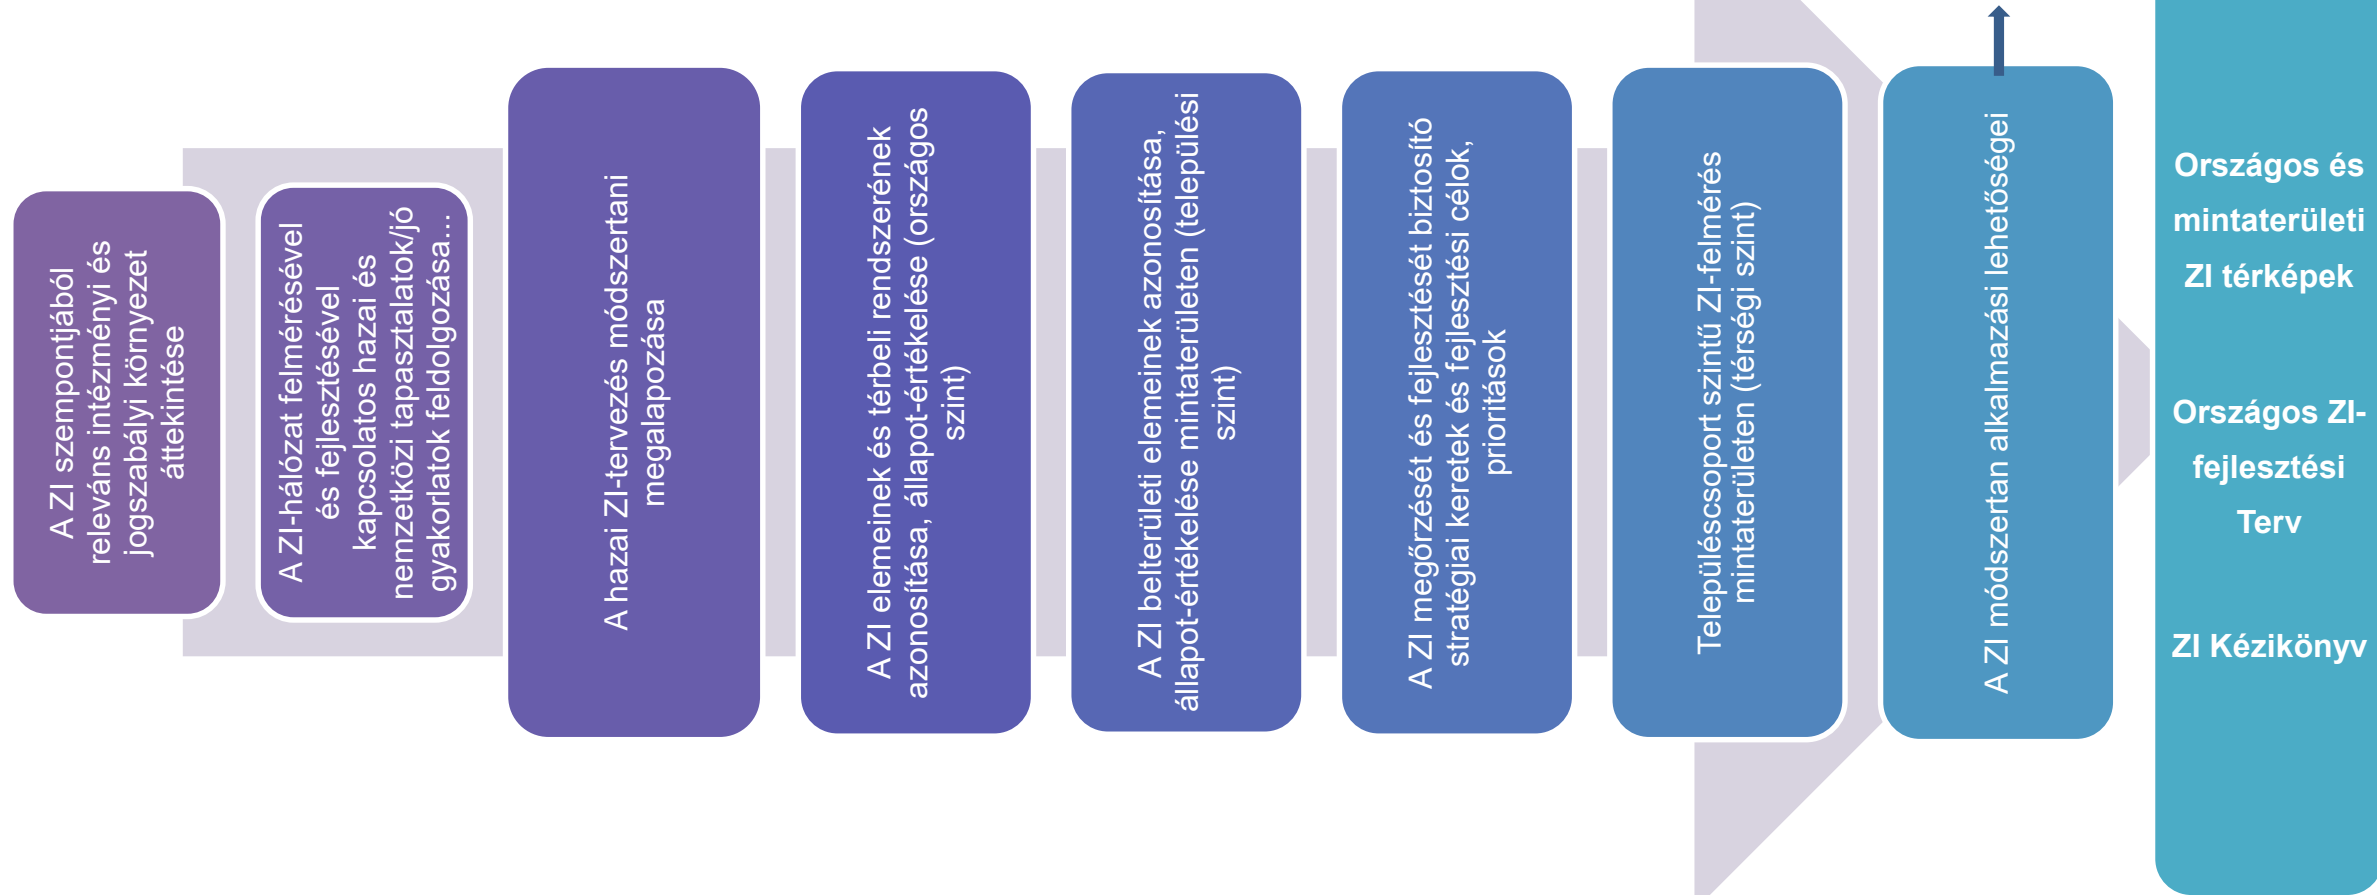 A ZI szempontjából
releváns intézményi és
jogszabályi környezet
áttekintése
A ZI-hálózat felmérésével
és fejlesztésével
kapcsolatos hazai és
nemzetközi tapasztalatok/jó
gyakorlatok feldolgozása...
A hazai ZI-tervezés módszertani
megalapozása
A ZI elemeinek és térbeli rendszerének
azonosítása, állapot-értékelése (országos
szint)
A ZI belterületi elemeinek azonosítása,
állapot-értékelése mintaterületen (települési
szint)
A ZI megőrzését és fejlesztését biztosító
stratégiai keretek és fejlesztési célok,
prioritások
Településcsoport szintű ZI-felmérés
mintaterületen (térségi szint)
A ZI módszertan alkalmazási lehetőségei
Országos és
mintaterületi
ZI térképek
Országos ZI-
fejlesztési
Terv
ZI Kézikönyv